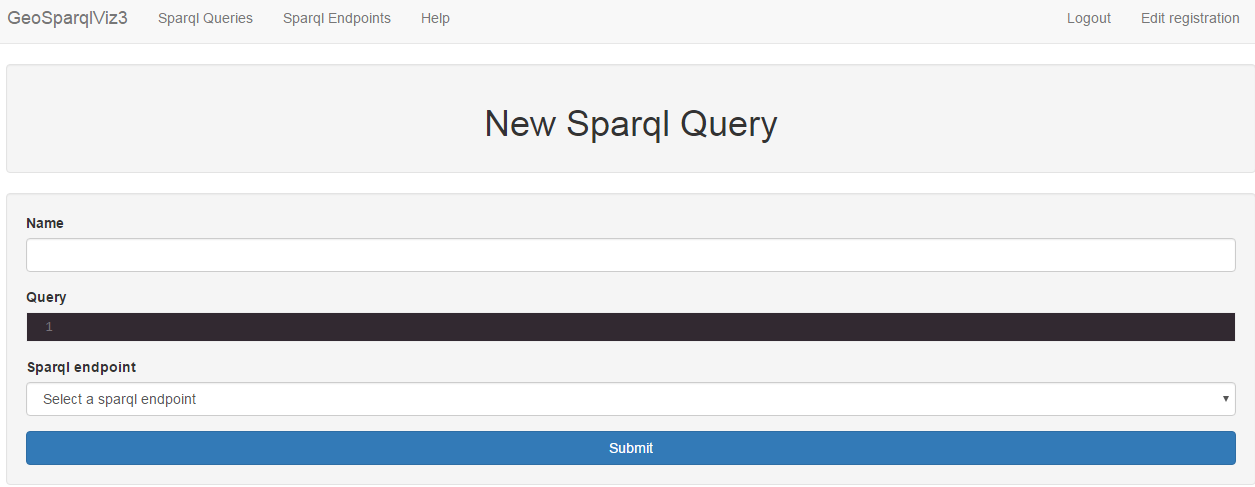 GeoSparqlViz3 Sparql Queries Sparql Endpoints Help Logout Edit registration
New Sparql Query
Name
Query
1
Sparql endpoint
Select a sparql endpoint
Submit